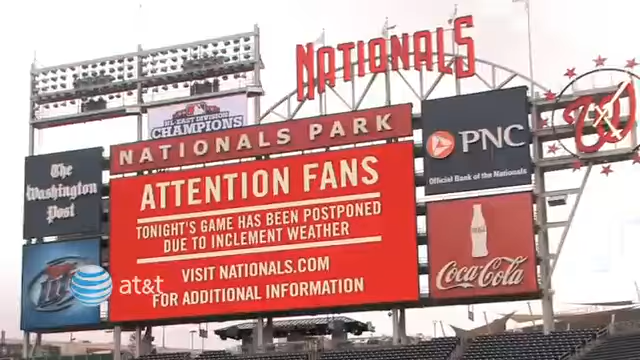 NATIONALS
NL EAST DIVISION
CHAMPIONS
NATIONALS PARK
The
Washington
Post
ATTENTION FANS
TONIGHT'S GAME HAS BEEN POSTPONED
DUE TO INCLEMENT WEATHER
VISIT NATIONALS.COM
FOR ADDITIONAL INFORMATION
PNC
Official Bank of the Nationals
W
Coca-Cola
at&t